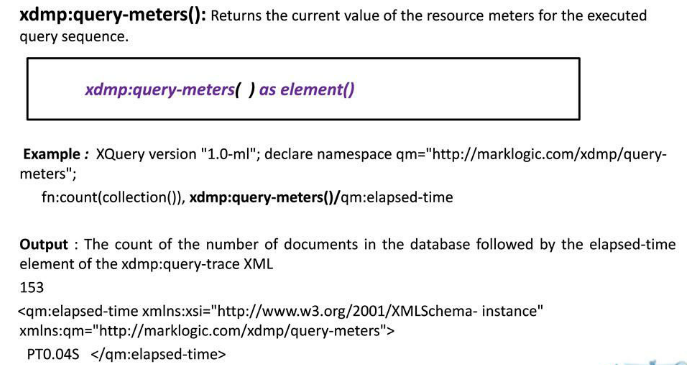 xdmp:query-meters(): Returns the current value of the resource meters for the executed
query sequence.
xdmp:query-meters( ) as element()
Example : XQuery version "1.0-ml"; declare namespace qm="http://marklogic.com/xdmp/query-
meters";
fn:count(collection()), xdmp:query-meters()/qm:elapsed-time
Output : The count of the number of documents in the database followed by the elapsed-time
element of the xdmp:query-trace XML
153
<qm:elapsed-time xmlns:xsi="http://www.w3.org/2001/XMLSchema- instance"
xmlns:qm="http://marklogic.com/xdmp/query-meters">
PT0.04S </qm:elapsed-time>